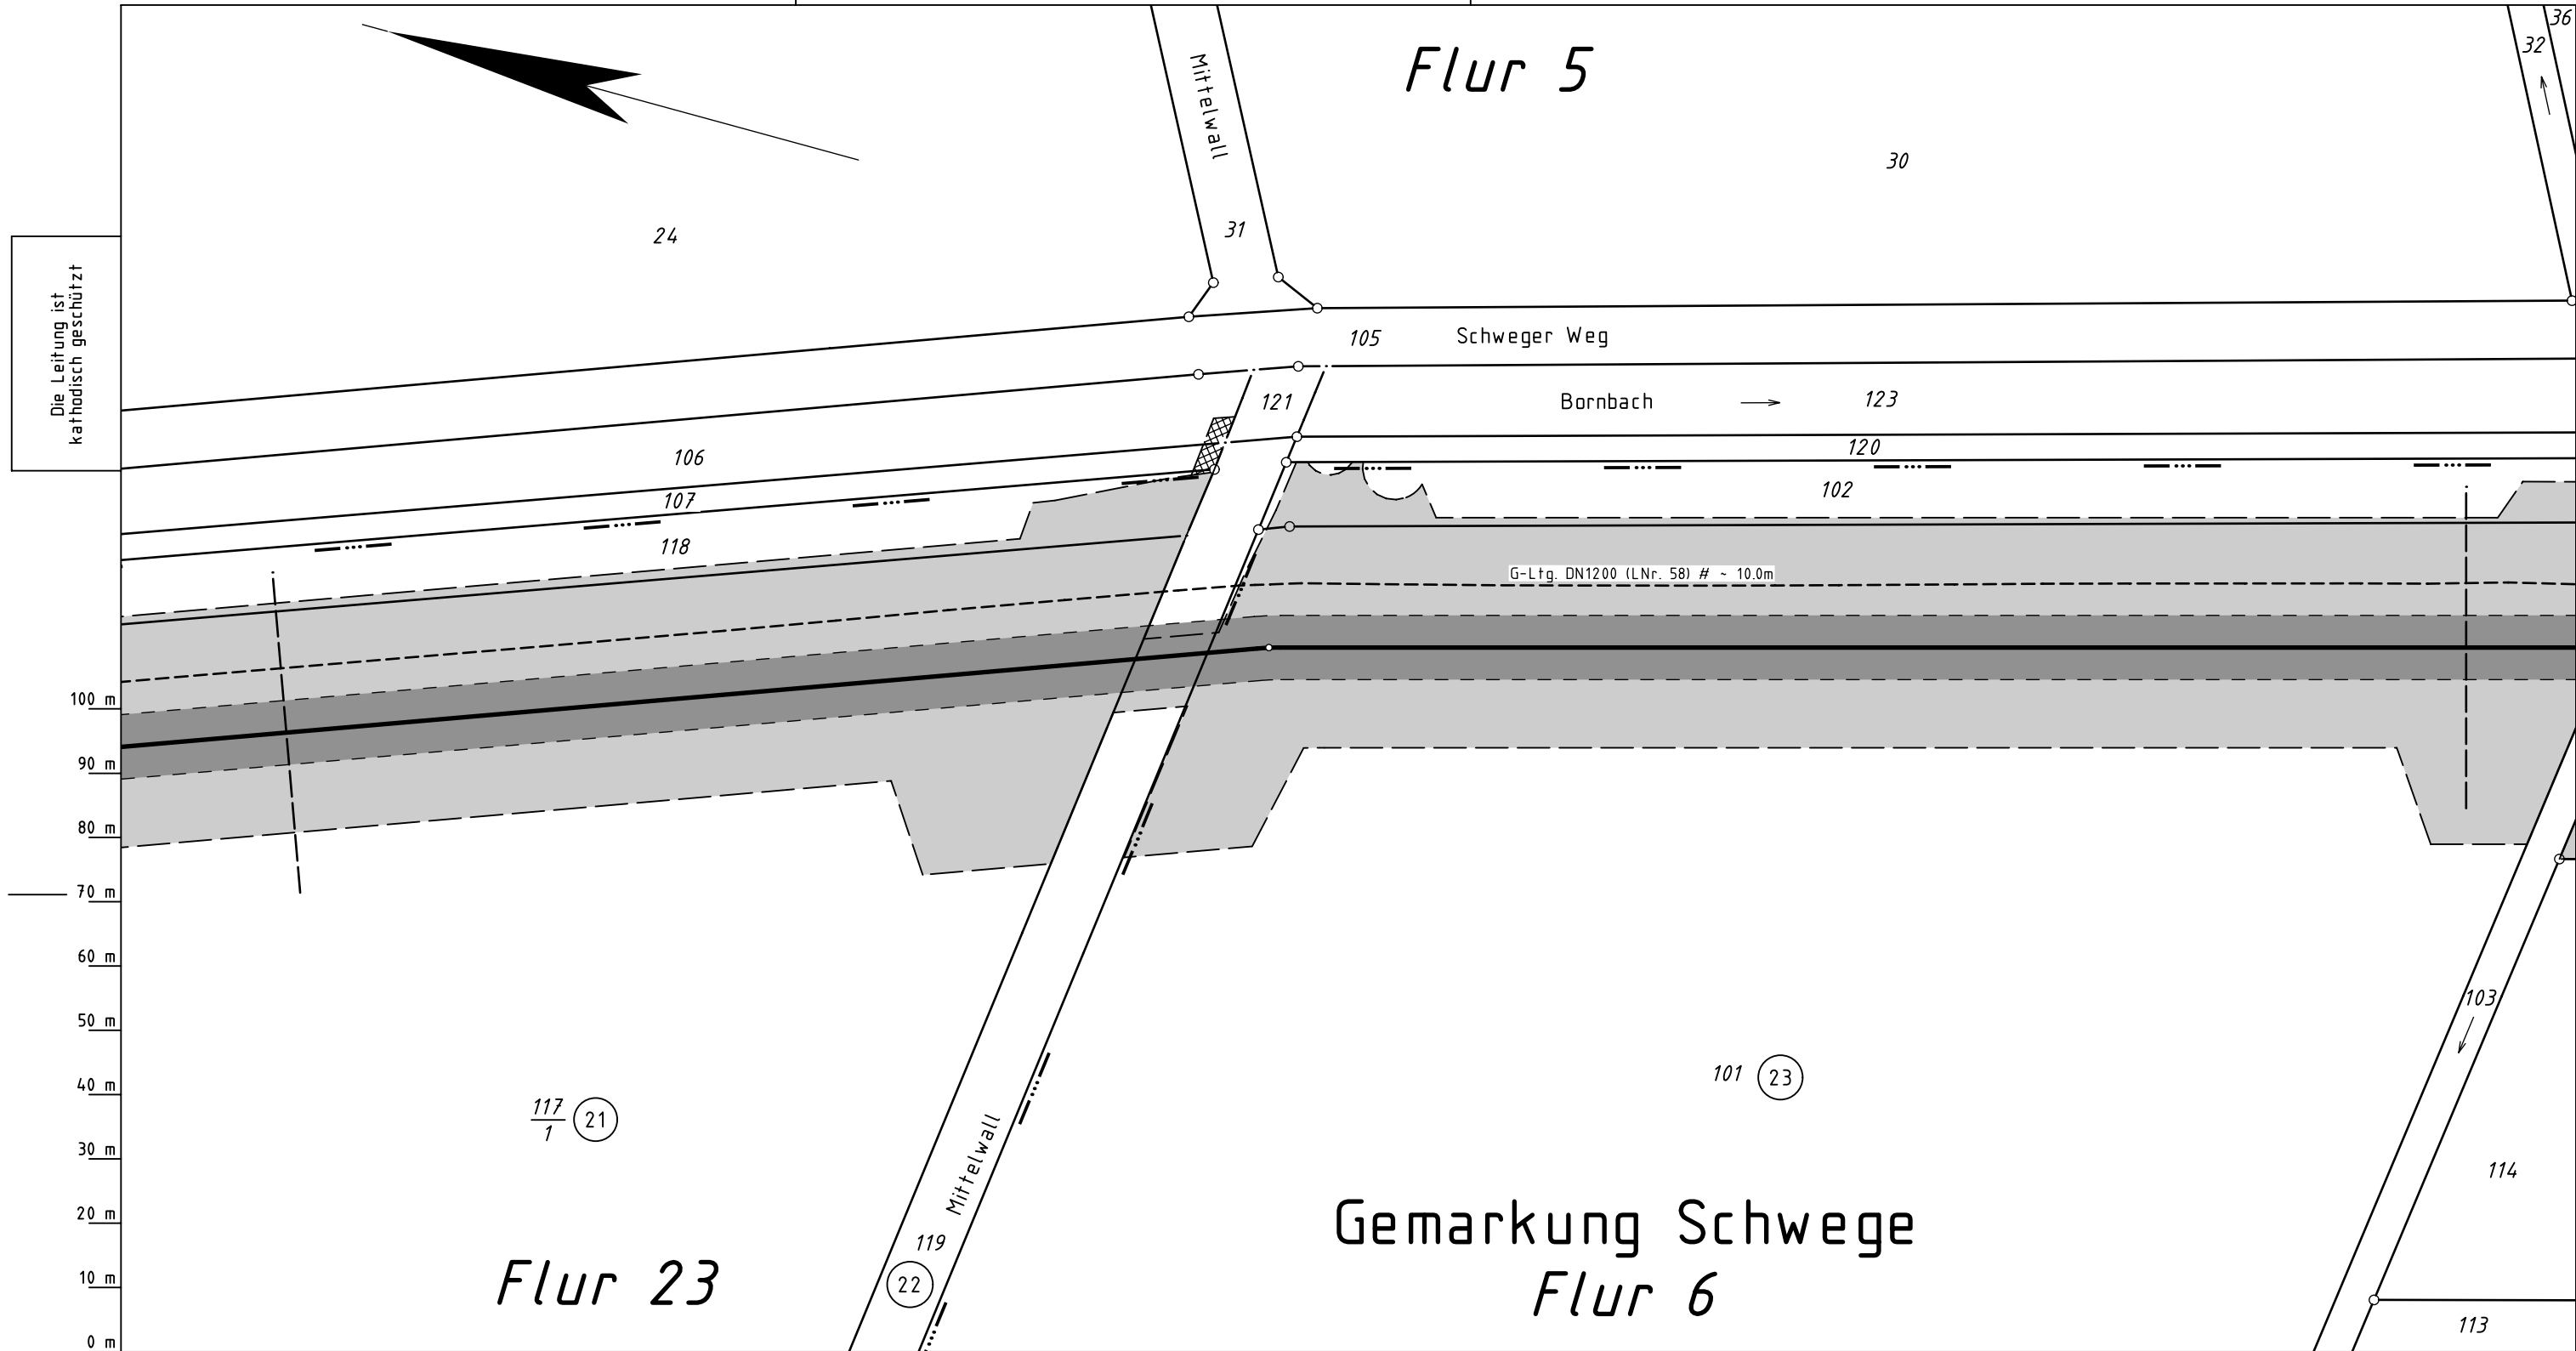 Flur 5
36
32
Mittelwall
30
24
31
Die Leitung ist
kathodisch geschützt
105
Schweger Weg
121
Bornbach
123
106
120
107
102
118
G-Ltg. DN1200 (LNr. 58) # ~ 10.0m
100 m
90 m
80 m
70 m
60 m
50 m
40 m
30 m
20 m
10 m
0 m
103
101 23
117
1
21
Mittelwall
114
119
22
Gemarkung Schwege
Flur 23
Flur 6
113